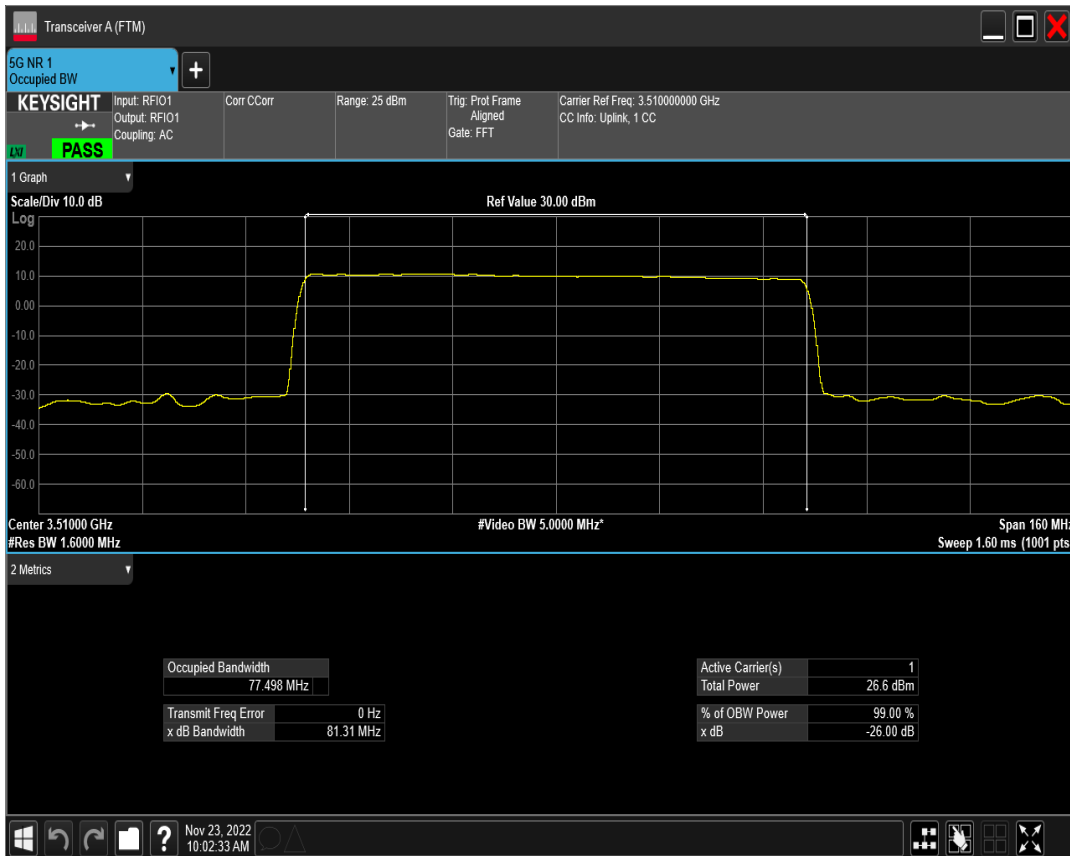 Transceiver A (FTM)
5G NR 1
Occupied BW
+
KEYSIGHT
LXI
PASS
Input: RFIO1
Output: RFIO1
Coupling: AC
Corr CCorr
Range: 25 dBm
Trig: Prot Frame
Aligned
Gate: FFT
Carrier Ref Freq: 3.510000000 GHz
CC Info: Uplink, 1 CC
1 Graph
Scale/Div 10.0 dB
Ref Value 30.00 dBm
Log
20.0
10.0
0.00
-10.0
-20.0
-30.0
-40.0
-50.0
-60.0
Center 3.51000 GHz
#Video BW 5.0000 MHz*
Span 160 MHz
#Res BW 1.6000 MHz
Sweep 1.60 ms (1001 pts
2 Metrics
Occupied Bandwidth
77.498 MHz
Transmit Freq Error 0 Hz
x dB Bandwidth 81.31 MHz
Active Carrier(s) 1
Total Power 26.6 dBm
% of OBW Power 99.00 %
x dB -26.00 dB
?
Nov 23, 2022
10:02:33 AM